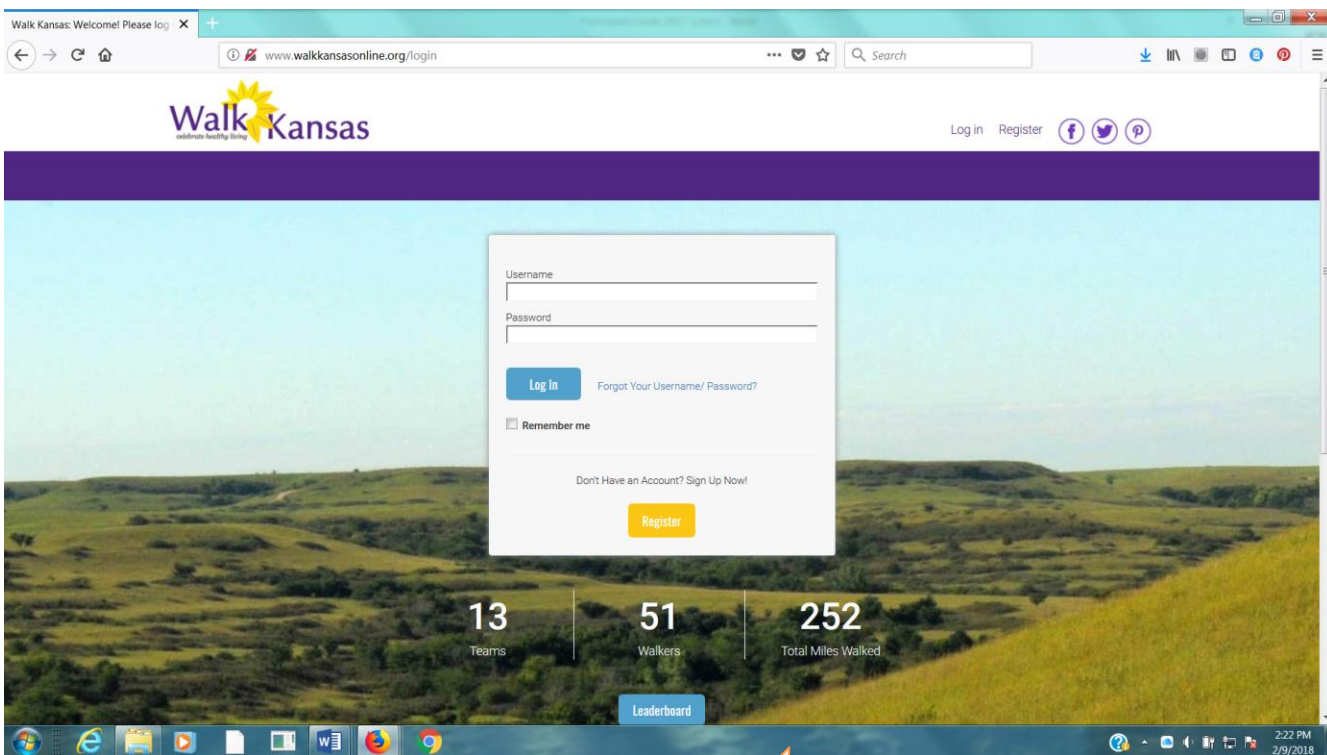 Walk Kansas: Welcome! Please log
www.walkkansasonline.org/login
Search
Walk Kansas
celebrate healthy living
Log in Register
Username
Password
Log In Forgot Your Username/ Password?
Remember me
Don't Have an Account? Sign Up Now!
Register
13 51 252
Teams Walkers Total Miles Walked
Leaderboard
2:22 PM
2/9/2018